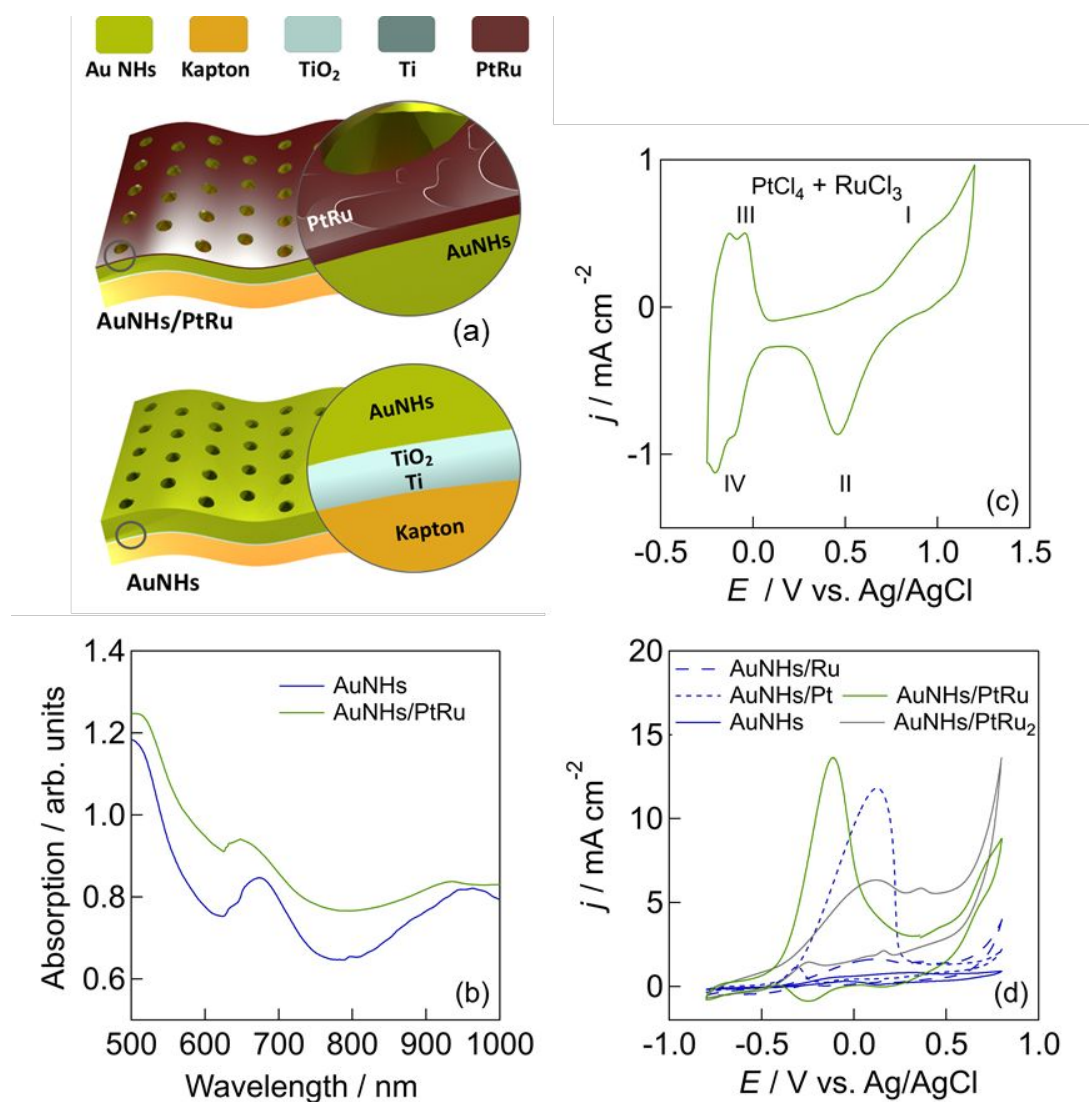 Au NHs Kapton TiO₂ Ti PtRu
PtRu
AuNHs
AuNHs/PtRu
(a)
AuNHs
TiO₂
Ti
Kapton
AuNHs
1
0
-1
j / mA cm⁻²
PtCl₄ + RuCl₃
III
I
IV
II
(c)
-0.5 0.0 0.5 1.0 1.5
E / V vs. Ag/AgCl
1.4
1.2
1.0
0.8
0.6
Absorption / arb. units
AuNHs
AuNHs/PtRu
(b)
500 600 700 800 900 1000
Wavelength / nm
20
15
10
5
0
j / mA cm⁻²
AuNHs/Ru
AuNHs/Pt AuNHs/PtRu
AuNHs AuNHs/PtRu₂
(d)
-1.0 -0.5 0.0 0.5 1.0
E / V vs. Ag/AgCl